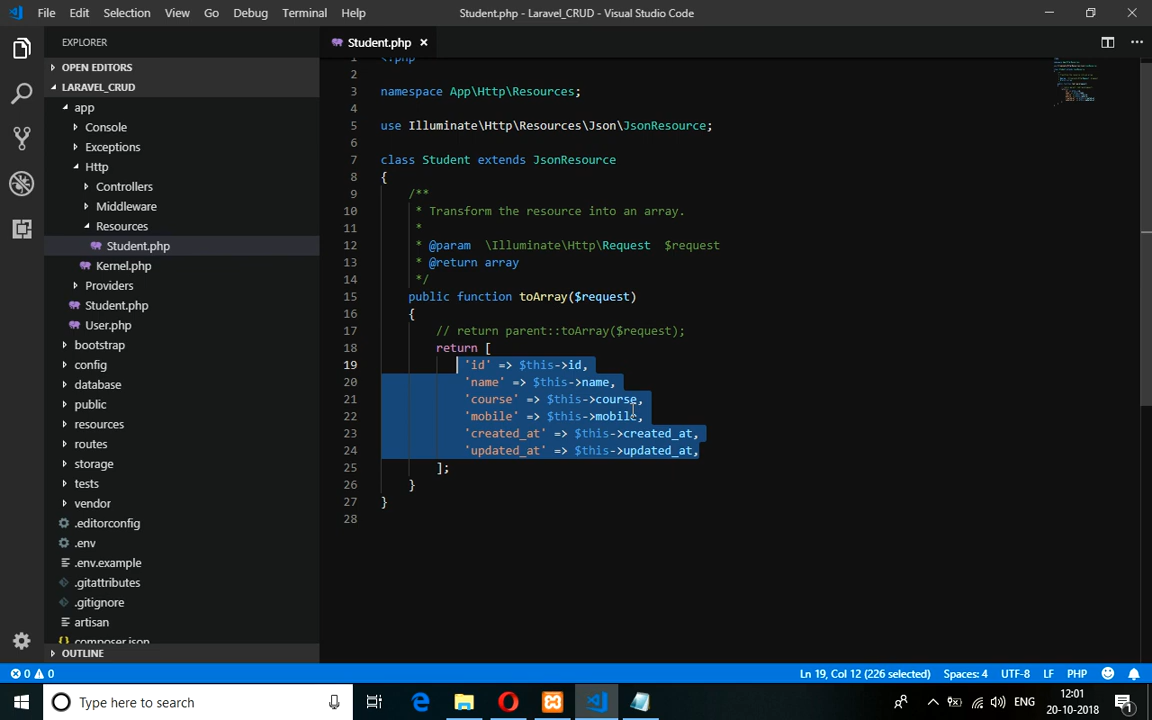 File Edit Selection View Go Debug Terminal Help
Student.php - Laravel_CRUD - Visual Studio Code
EXPLORER
OPEN EDITORS
LARAVEL_CRUD
app
Console
Exceptions
Http
Controllers
Middleware
Resources
Student.php
Kernel.php
Providers
Student.php
User.php
bootstrap
config
database
public
resources
routes
storage
tests
vendor
.editorconfig
.env
.env.example
.gitattributes
.gitignore
artisan
composer.json
OUTLINE
Student.php
1 <?php
2
3 namespace App\Http\Resources;
4
5 use Illuminate\Http\Resources\Json\JsonResource;
6
7 class Student extends JsonResource
8 {
9 /**
10 * Transform the resource into an array.
11 *
12 * @param \Illuminate\Http\Request $request
13 * @return array
14 */
15 public function toArray($request)
16 {
17 // return parent::toArray($request);
18 return [
19 'id' => $this->id,
20 'name' => $this->name,
21 'course' => $this->course,
22 'mobile' => $this->mobile,
23 'created_at' => $this->created_at,
24 'updated_at' => $this->updated_at,
25 ];
26 }
27 }
28
0 0
Ln 19, Col 12 (226 selected) Spaces: 4 UTF-8 LF PHP
Type here to search
ENG
12:01
20-10-2018
1